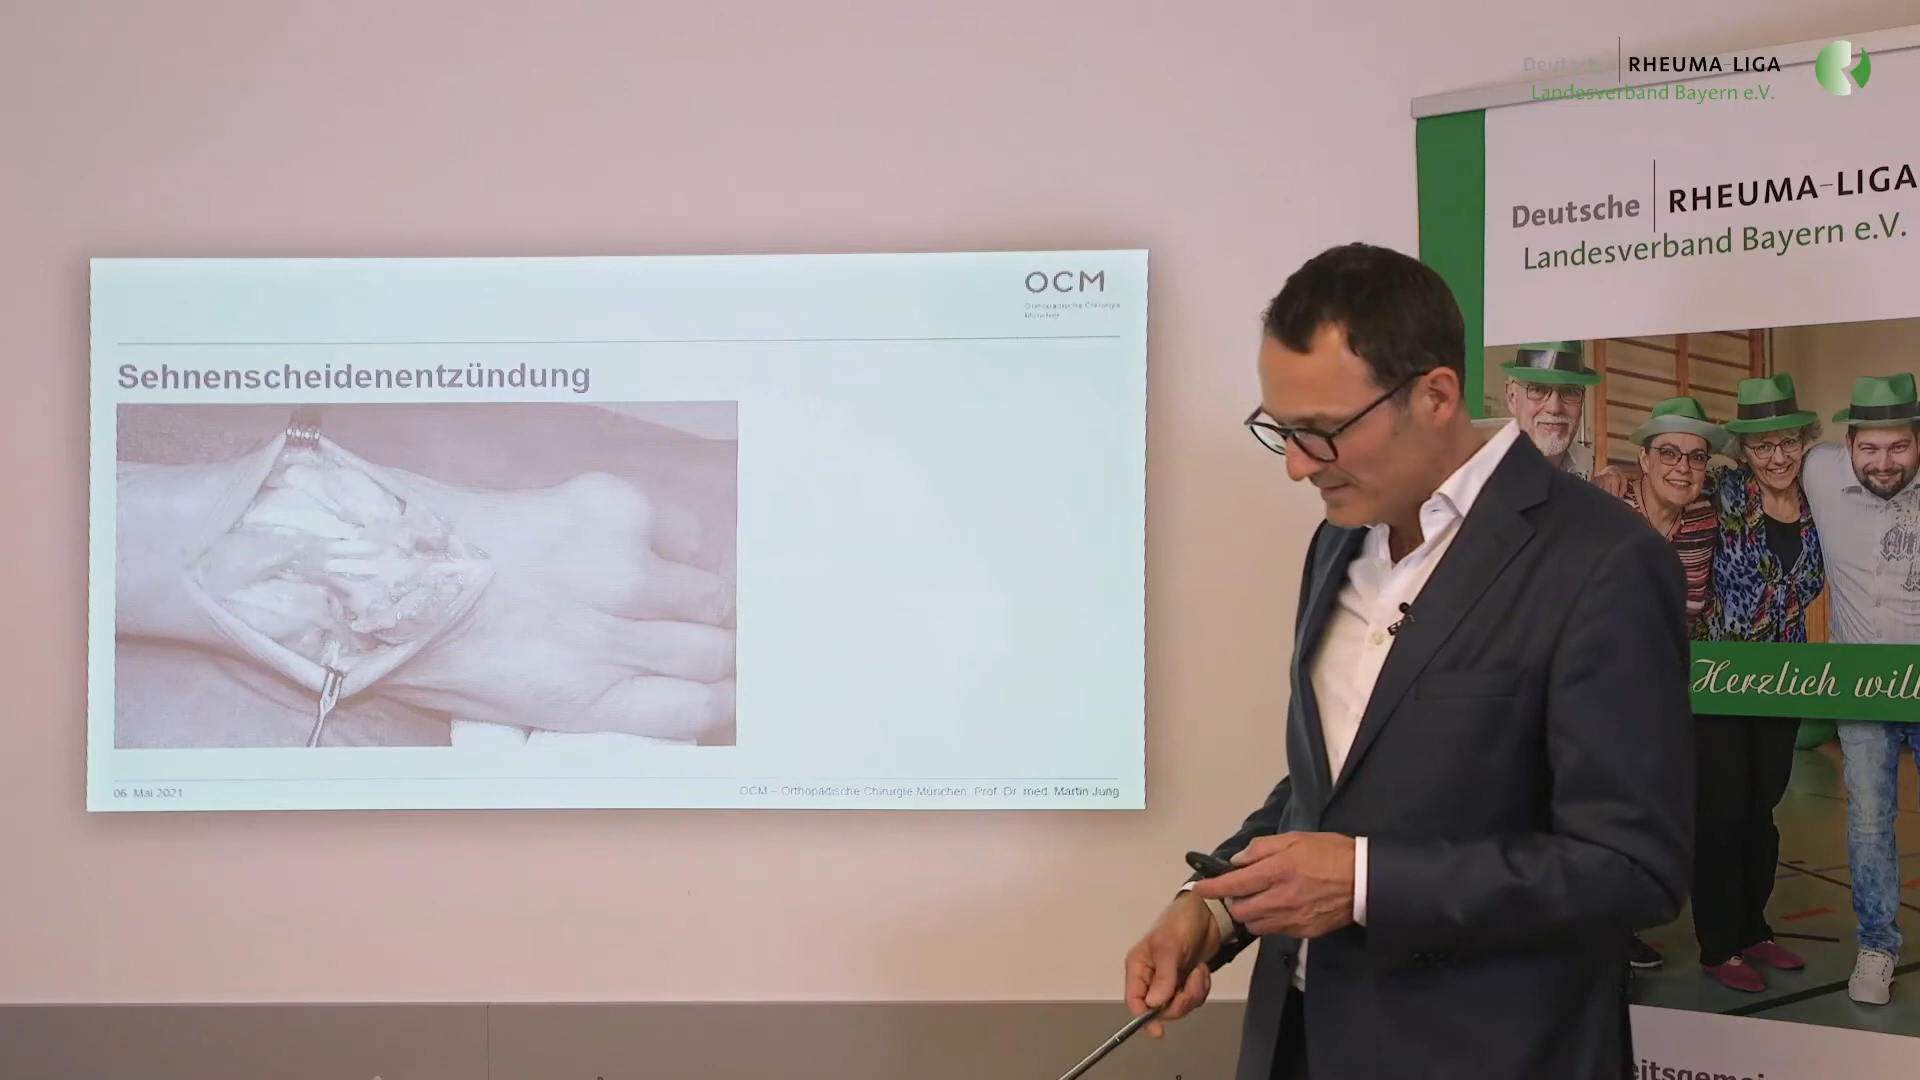 Deutsche RHEUMA-LIGA
Landesverband Bayern e.V.
Deutsche RHEUMA-LIGA
Landesverband Bayern e.V.
OCM
Orthopädische Chirurgie
München
Sehnenscheidenentzündung
06. Mai 2021
OCM – Orthopädische Chirurgie München, Prof. Dr. med. Martin Jung
Herzlich will